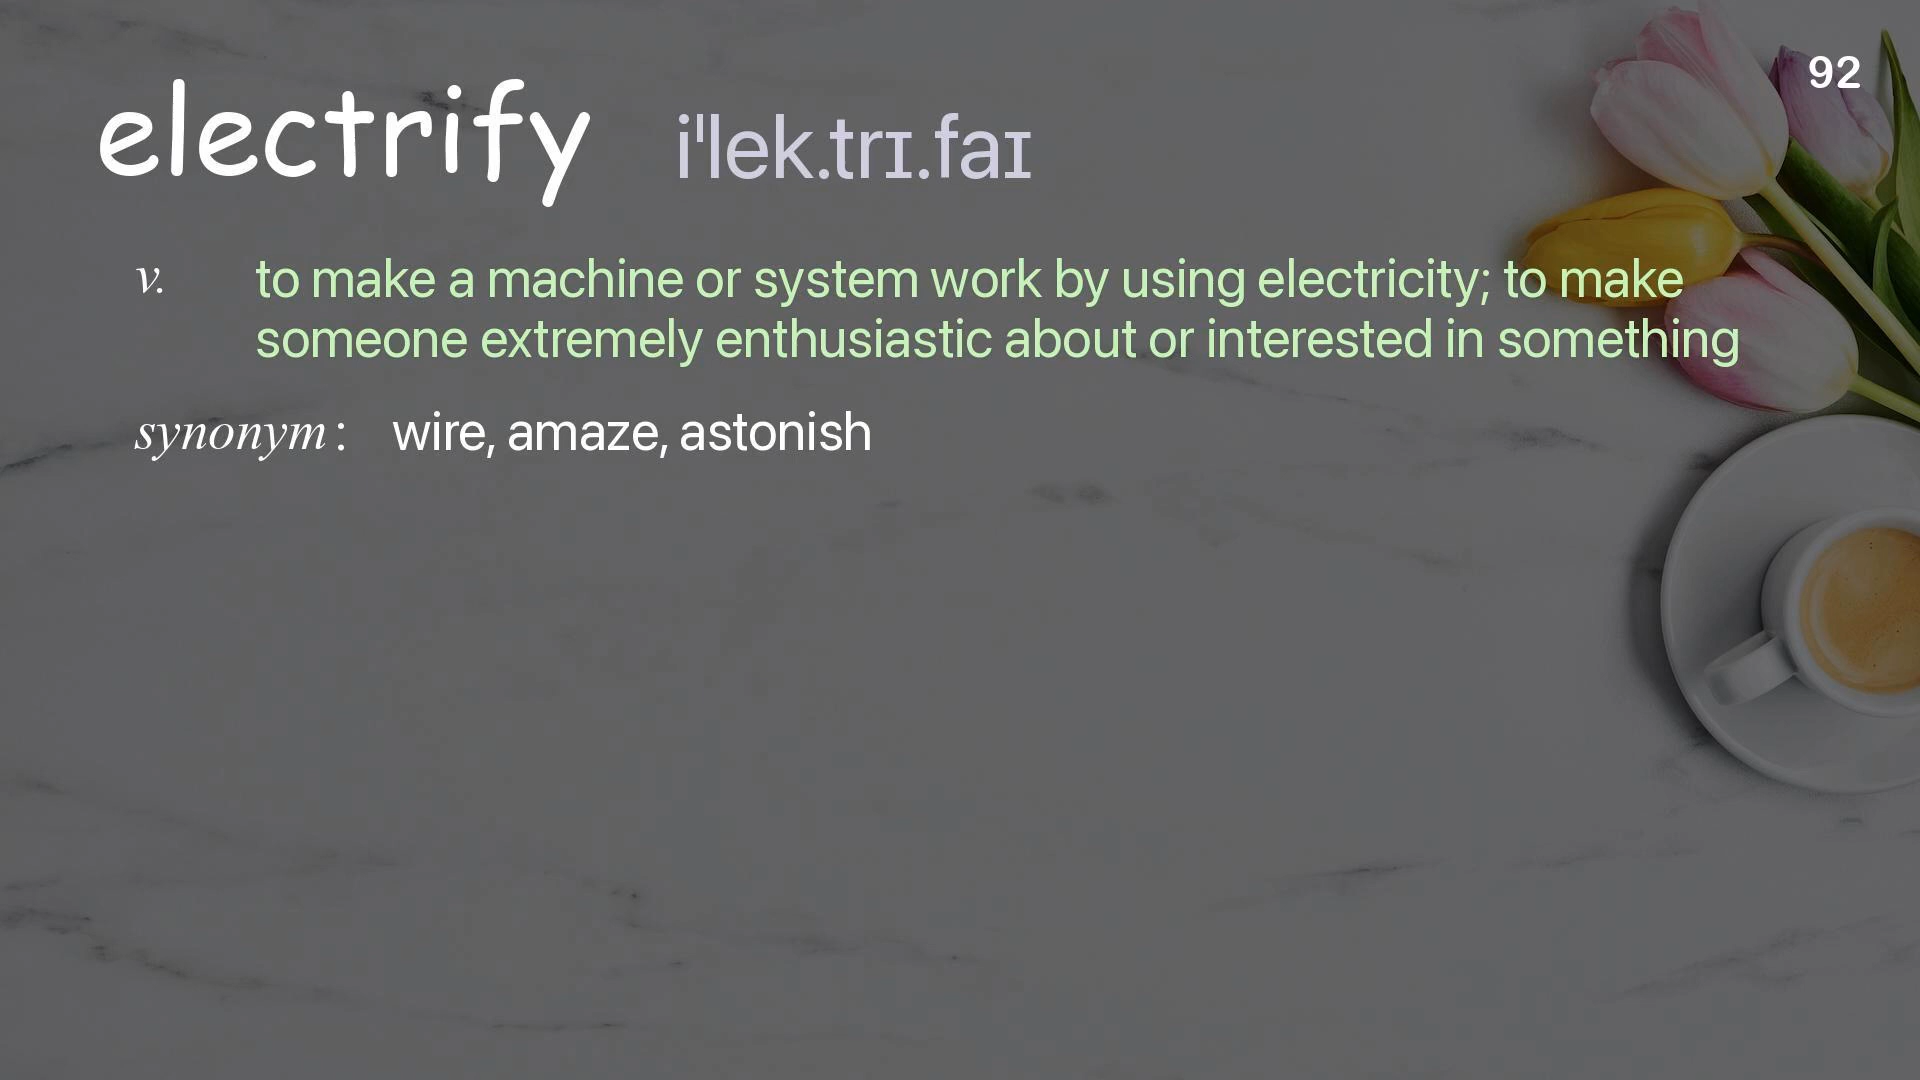 92
electrify iˈlek.trɪ.faɪ
v. to make a machine or system work by using electricity; to make
someone extremely enthusiastic about or interested in something
synonym : wire, amaze, astonish